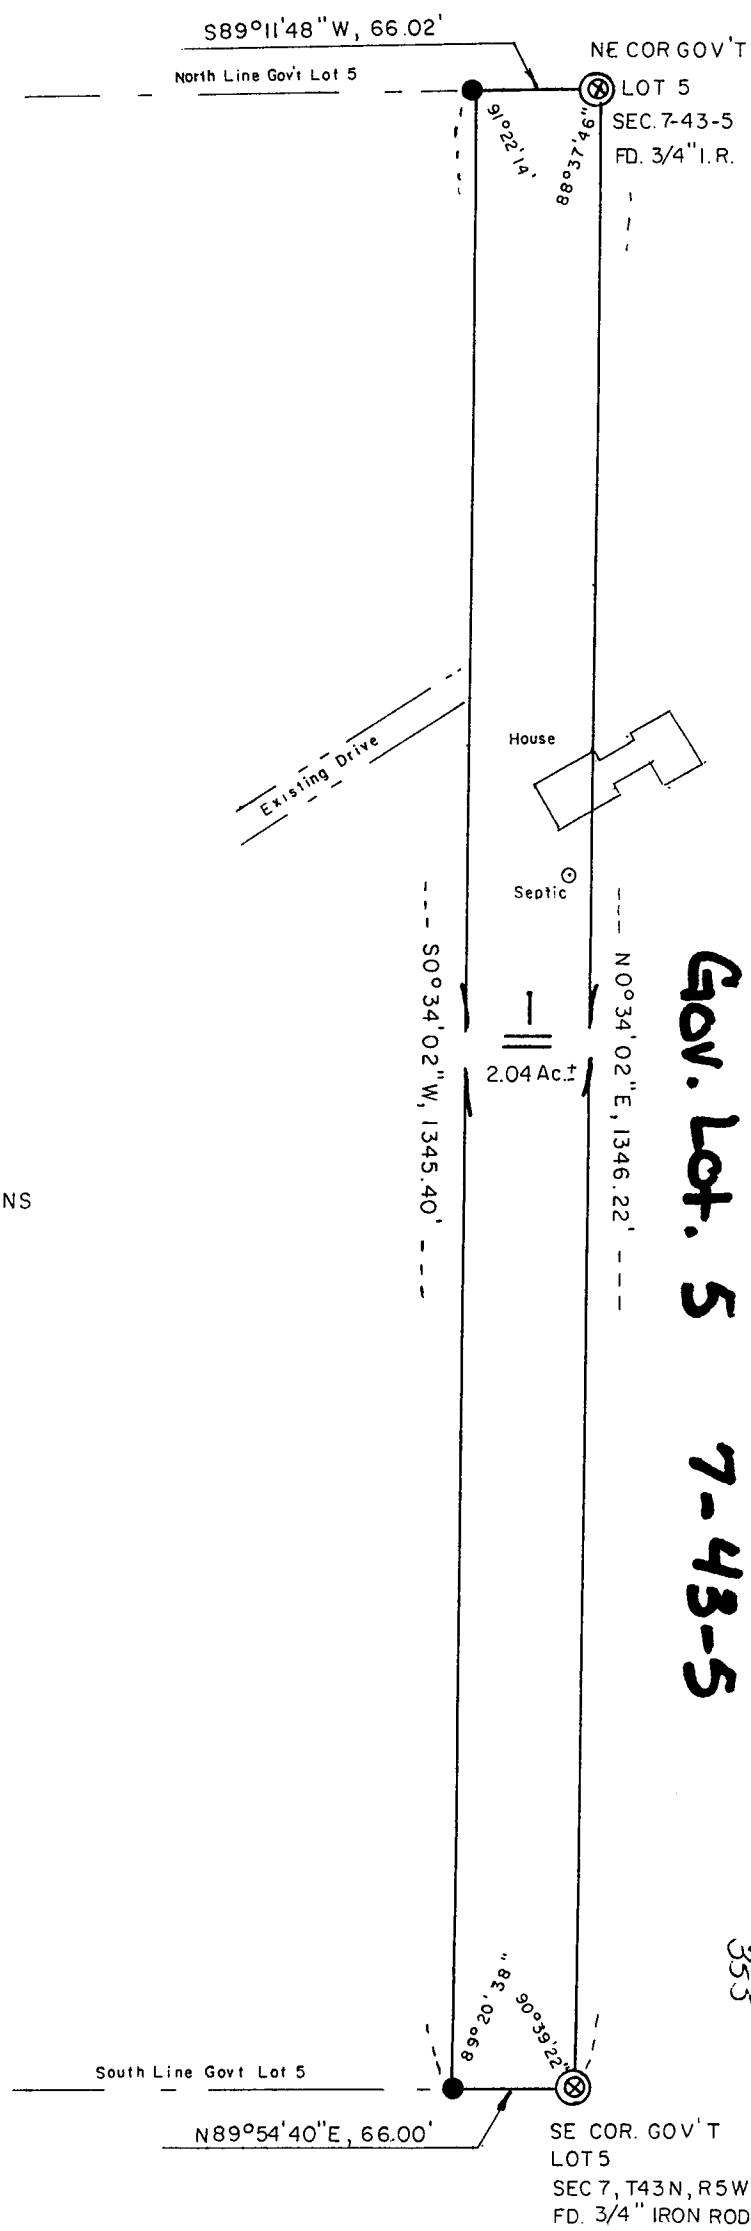 S89°11'48"W, 66.02'
NE COR GOV'T
LOT 5
SEC. 7-43-5
FD. 3/4" I.R.
North Line Gov't Lot 5
91°22'14'
88°37'46"
House
Existing Drive
Septic
S0°34'02"W, 1345.40'
N0°34'02"E, 1346.22'
1
2.04 Ac.±
Gov. Lot. 5 7-43-5
NS
353
89°20'38"
90°39'22"
South Line Govt Lot 5
N89°54'40"E, 66.00'
SE COR. GOV'T
LOT 5
SEC 7, T43N, R5W
FD. 3/4" IRON ROD